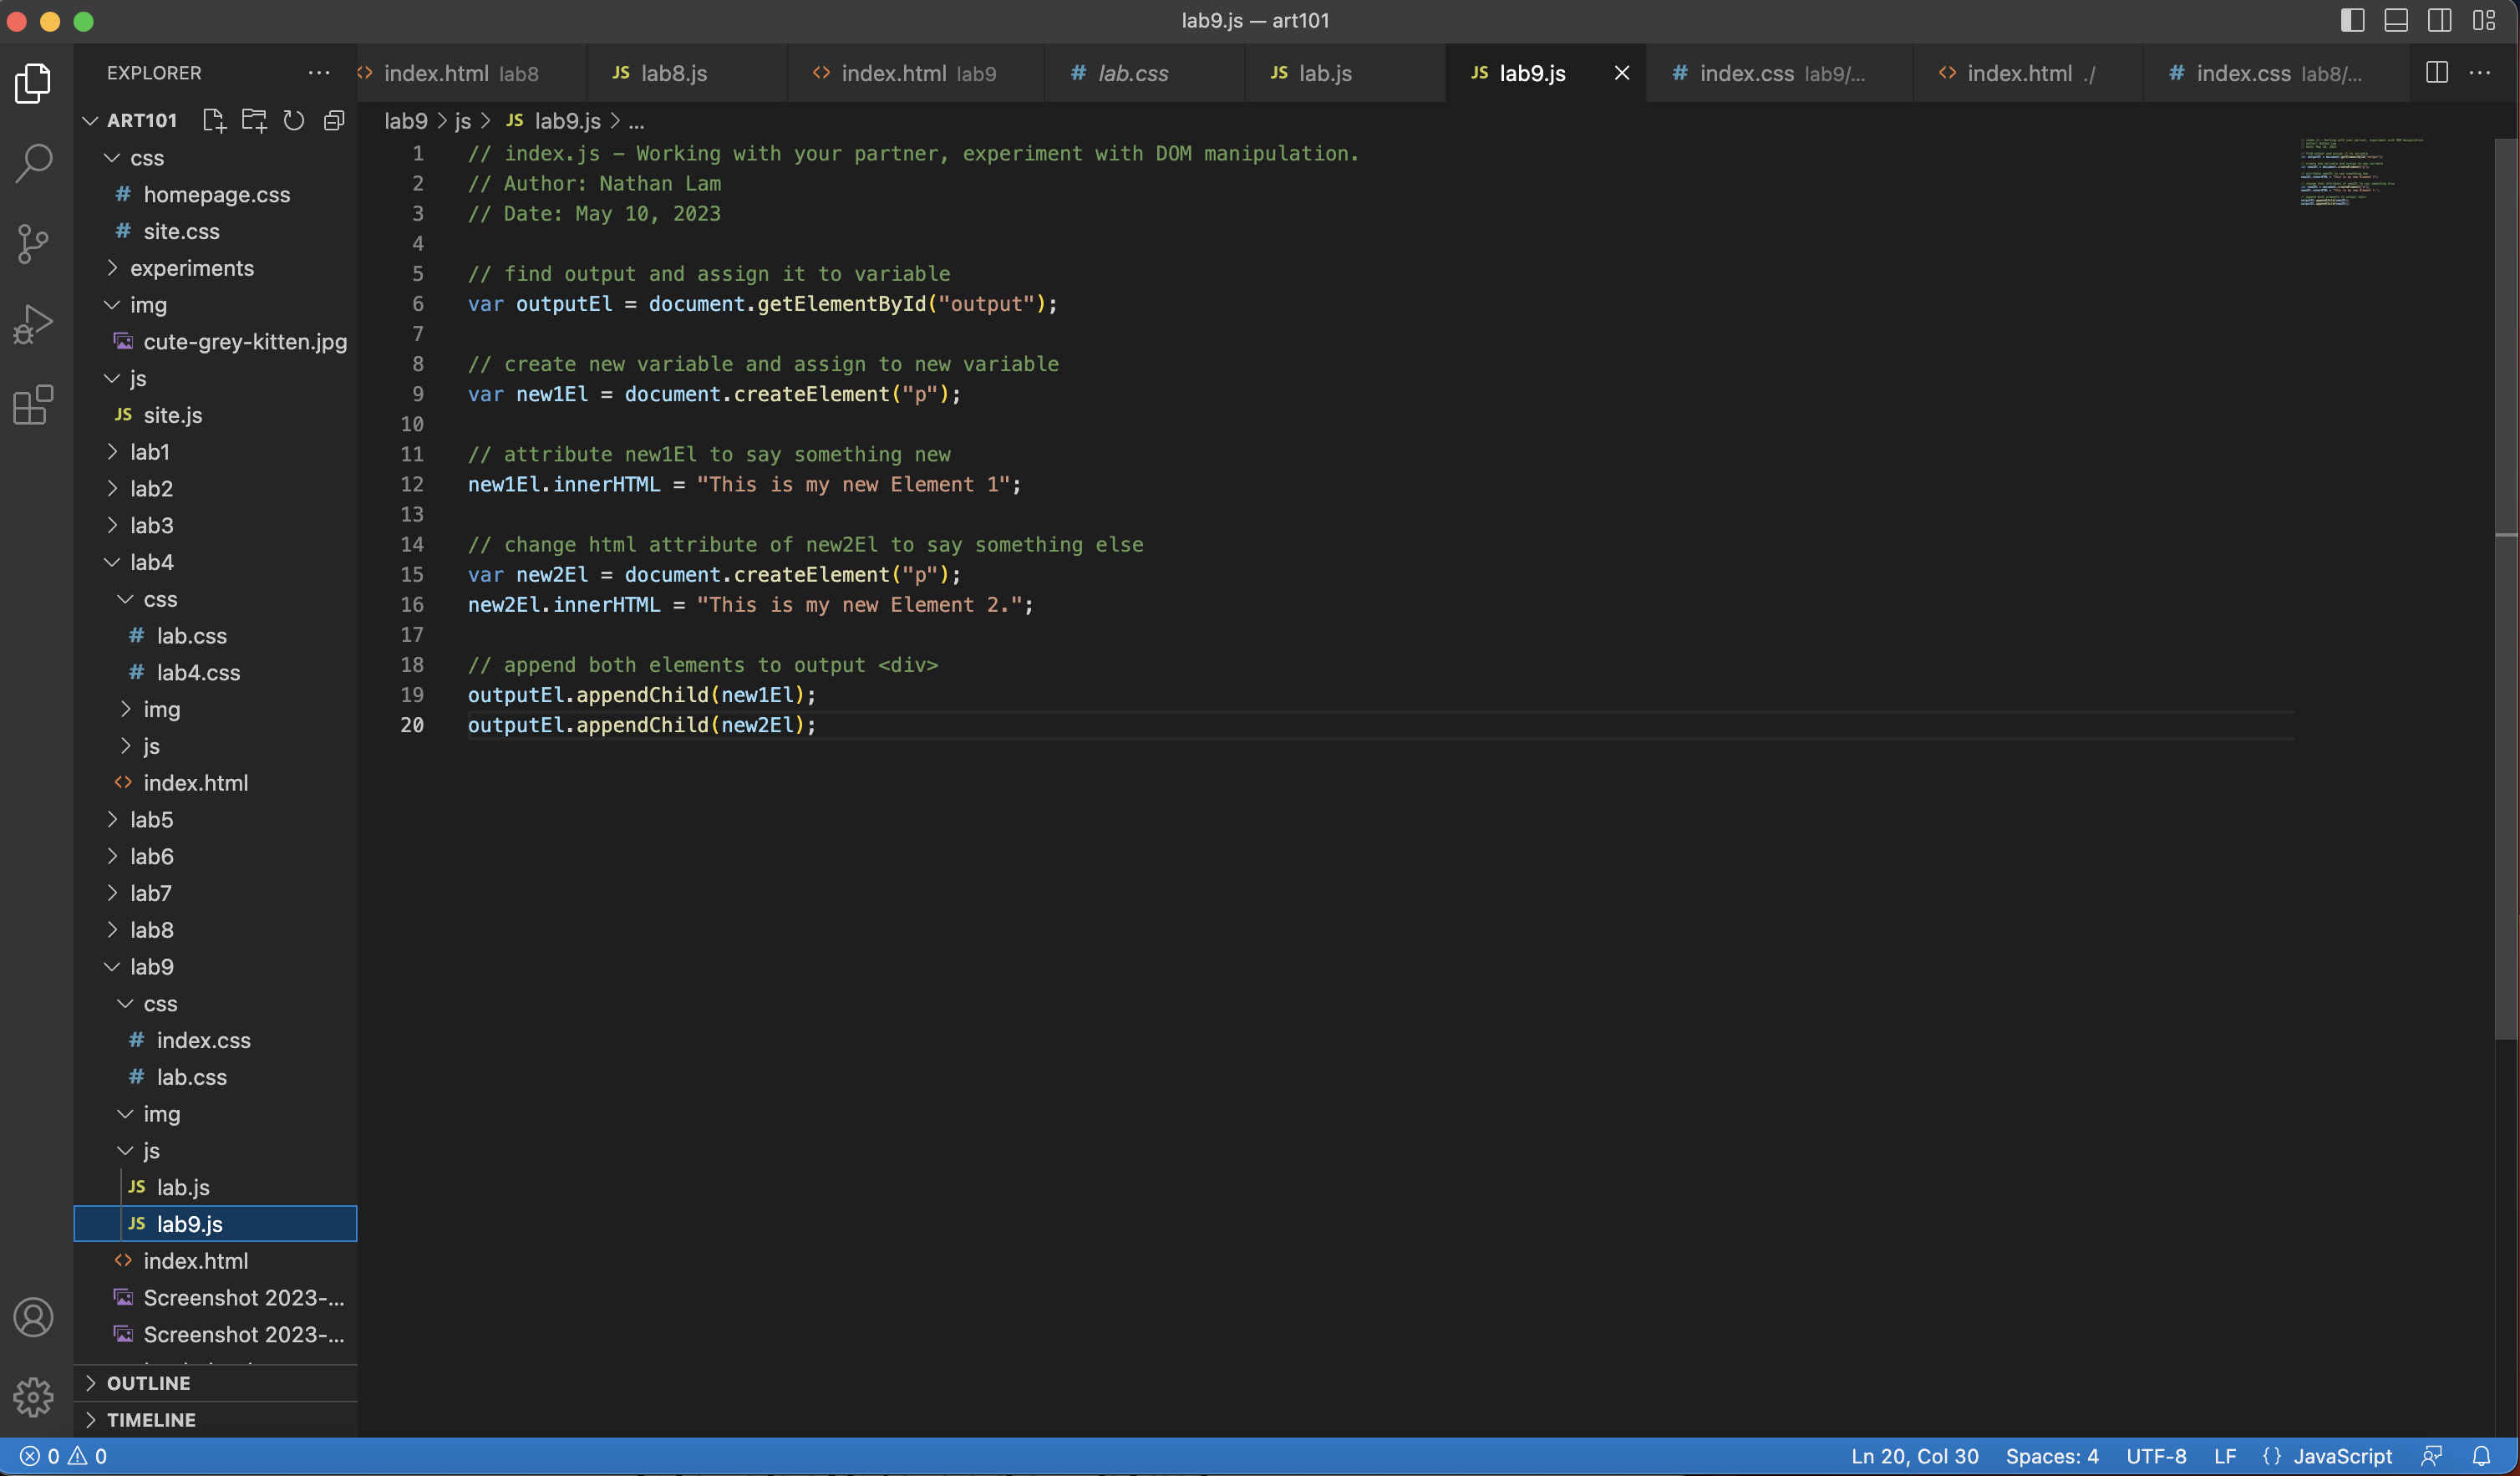 lab9.js — art101
EXPLORER
ART101
css
homepage.css
site.css
experiments
img
cute-grey-kitten.jpg
js
JS site.js
lab1
lab2
lab3
lab4
css
lab.css
lab4.css
img
js
index.html
lab5
lab6
lab7
lab8
lab9
css
index.css
lab.css
img
js
JS lab.js
JS lab9.js
index.html
Screenshot 2023-...
Screenshot 2023-...
OUTLINE
TIMELINE
index.html lab8
JS lab8.js
index.html lab9
# lab.css
JS lab.js
JS lab9.js
# index.css lab9/...
index.html ./
# index.css lab8/...
lab9 > js > JS lab9.js > ...
1 // index.js – Working with your partner, experiment with DOM manipulation.
2 // Author: Nathan Lam
3 // Date: May 10, 2023
4
5 // find output and assign it to variable
6 var outputEl = document.getElementById("output");
7
8 // create new variable and assign to new variable
9 var new1El = document.createElement("p");
10
11 // attribute new1El to say something new
12 new1El.innerHTML = "This is my new Element 1";
13
14 // change html attribute of new2El to say something else
15 var new2El = document.createElement("p");
16 new2El.innerHTML = "This is my new Element 2.";
17
18 // append both elements to output <div>
19 outputEl.appendChild(new1El);
20 outputEl.appendChild(new2El);
0 0
Ln 20, Col 30
Spaces: 4
UTF-8
LF
{} JavaScript